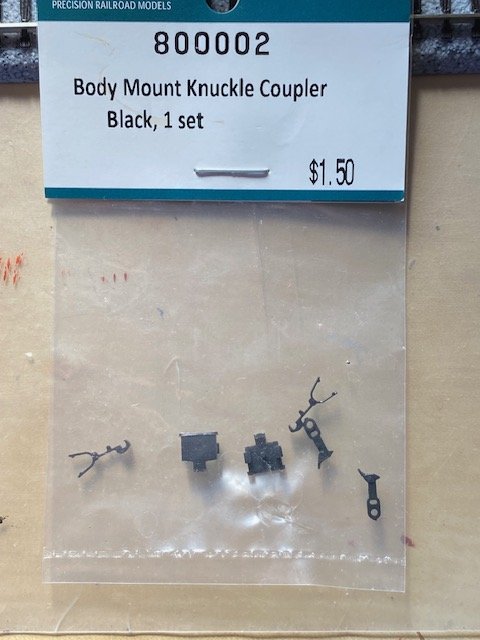 PRECISION RAILROAD MODELS
800002
Body Mount Knuckle Coupler
Black, 1 set
$1.50